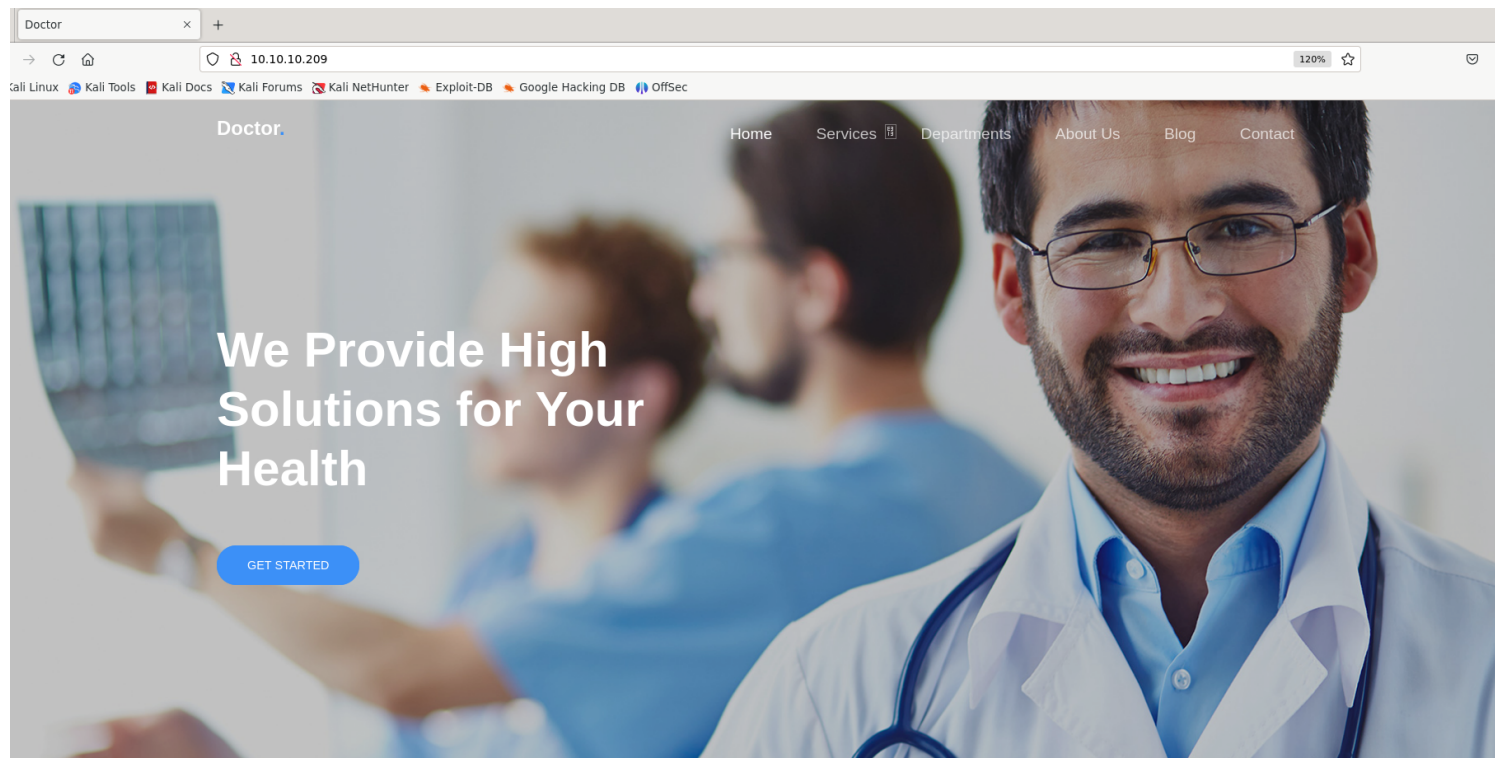 Doctor
10.10.10.209
120%
Kali Linux Kali Tools Kali Docs Kali Forums Kali NetHunter Exploit-DB Google Hacking DB OffSec
Doctor.
Home Services Departments About Us Blog Contact
We Provide High
Solutions for Your
Health
GET STARTED